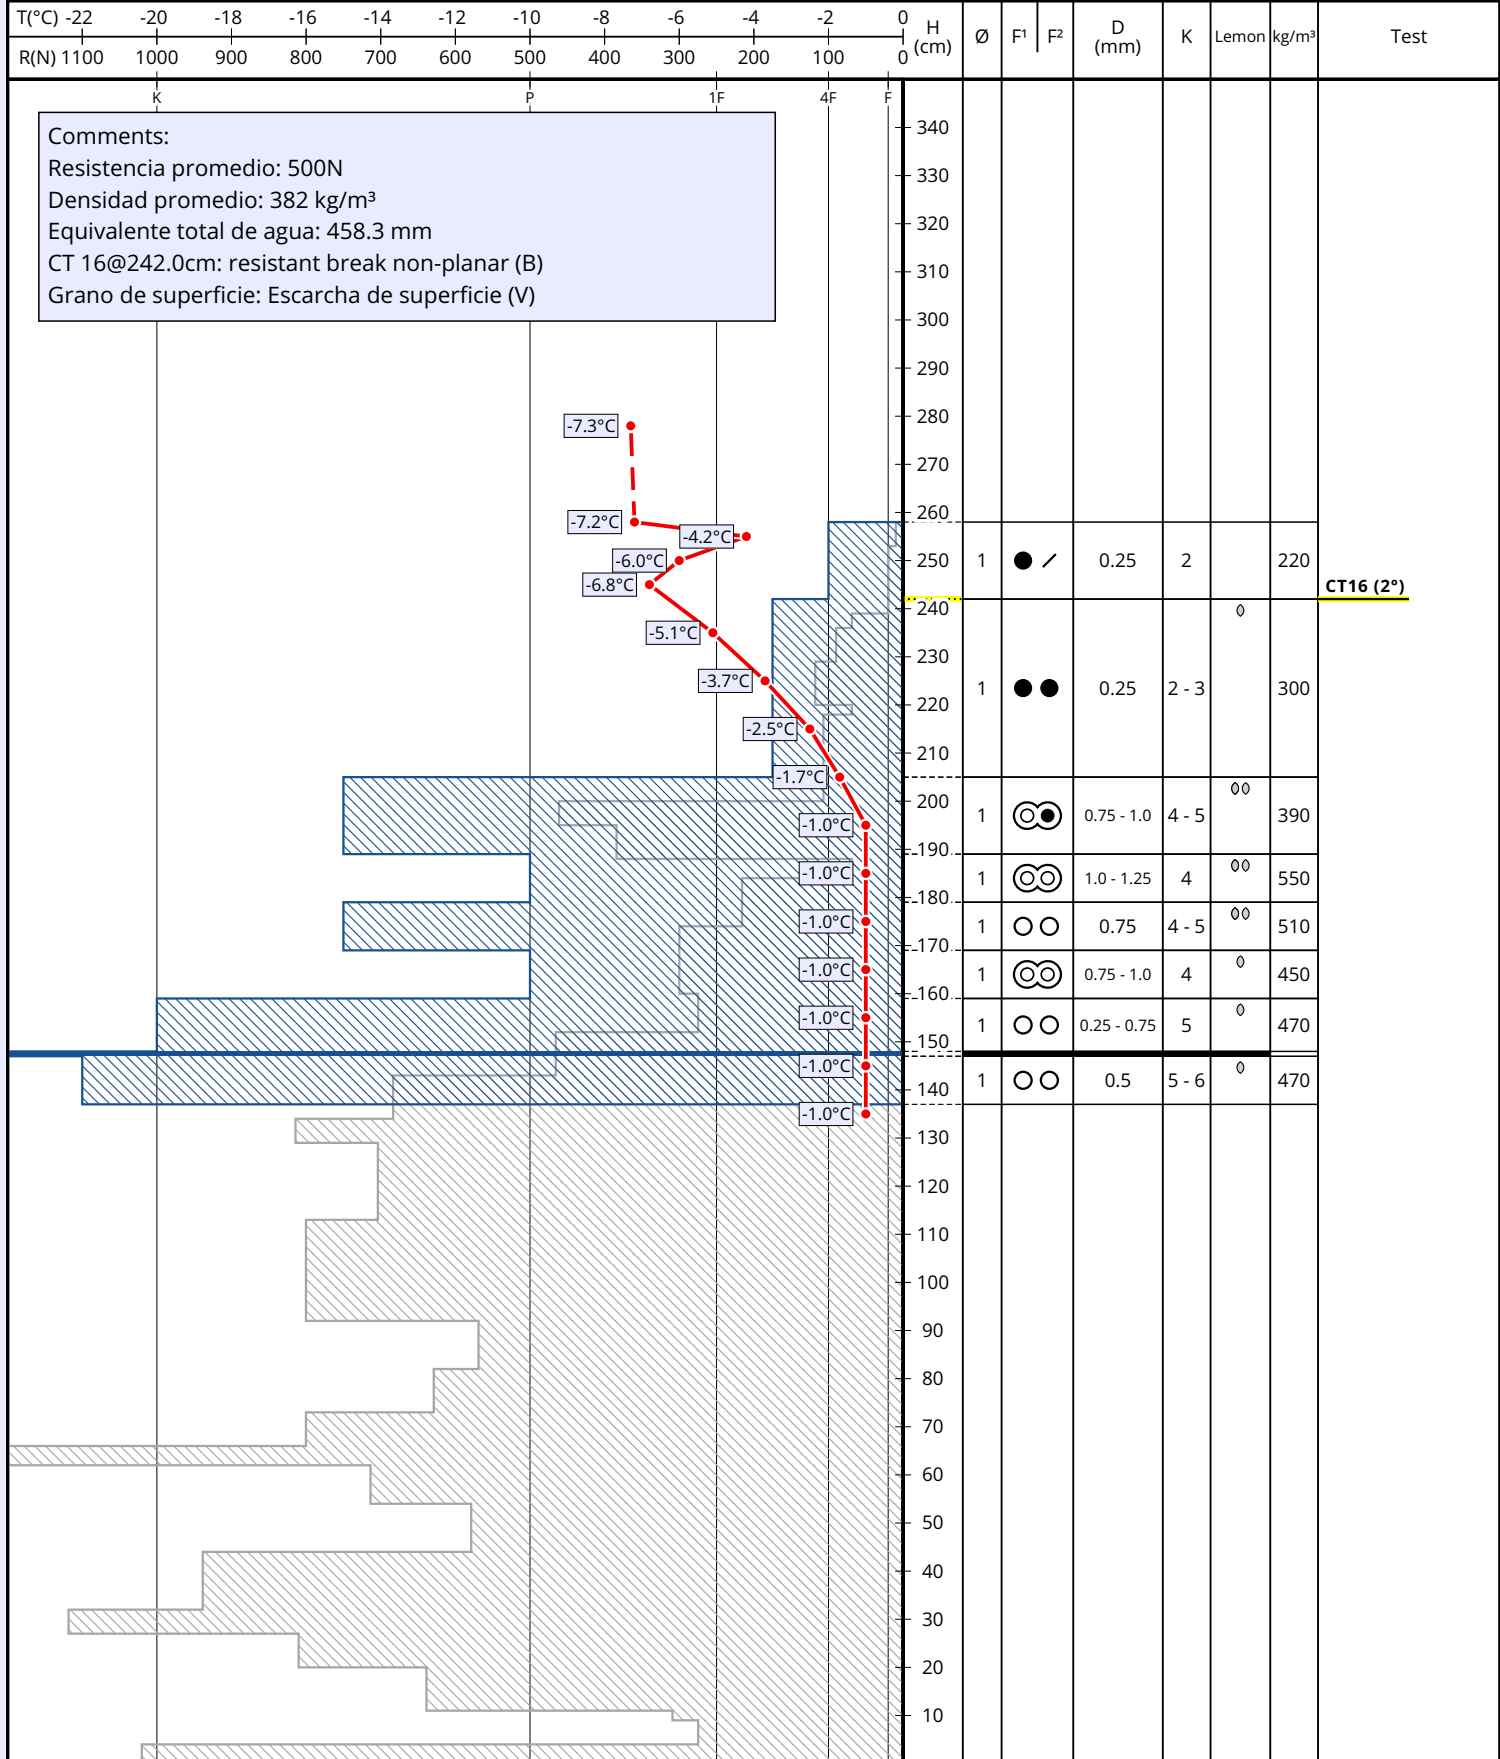 T(°C) -22 -20 -18 -16 -14 -12 -10 -8 -6 -4 -2 0
R(N) 1100 1000 900 800 700 600 500 400 300 200 100 0
H (cm) Ø F¹ F² D (mm) K Lemon kg/m³ Test
K P 1F 4F F
Comments:
Resistencia promedio: 500N
Densidad promedio: 382 kg/m³
Equivalente total de agua: 458.3 mm
CT 16@242.0cm: resistant break non-planar (B)
Grano de superficie: Escarcha de superficie (V)
340
330
320
310
300
290
280
-7.3°C
270
260
-7.2°C
-4.2°C
-6.0°C 250 1 0.25 2 220
-6.8°C
CT16 (2°)
240
-5.1°C
230
-3.7°C 1 0.25 2 - 3 300
220
-2.5°C
210
-1.7°C
200
-1.0°C 1 0.75 - 1.0 4 - 5 390
190
-1.0°C 1 1.0 - 1.25 4 550
180
-1.0°C 1 0.75 4 - 5 510
170
-1.0°C 1 0.75 - 1.0 4 450
160
-1.0°C 1 0.25 - 0.75 5 470
150
-1.0°C
140 1 0.5 5 - 6 470
-1.0°C
130
120
110
100
90
80
70
60
50
40
30
20
10